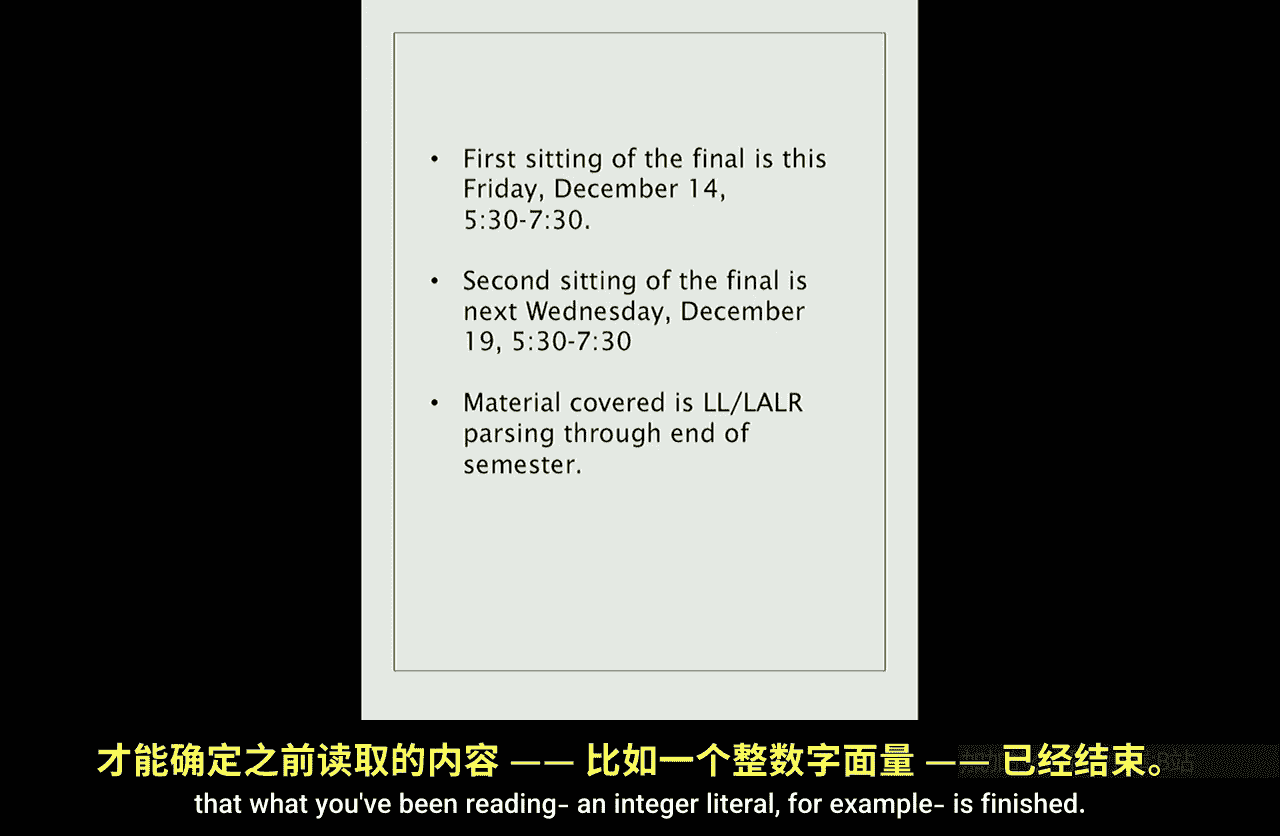 • First sitting of the final is this
Friday, December 14,
5:30-7:30.
• Second sitting of the final is
next Wednesday, December
19, 5:30-7:30
• Material covered is LL/LALR
parsing through end of
semester.
才能确定之前读取的内容 —— 比如一个整数字面量 —— 已经结束。
that what you've been reading- an integer literal, for example- is finished.